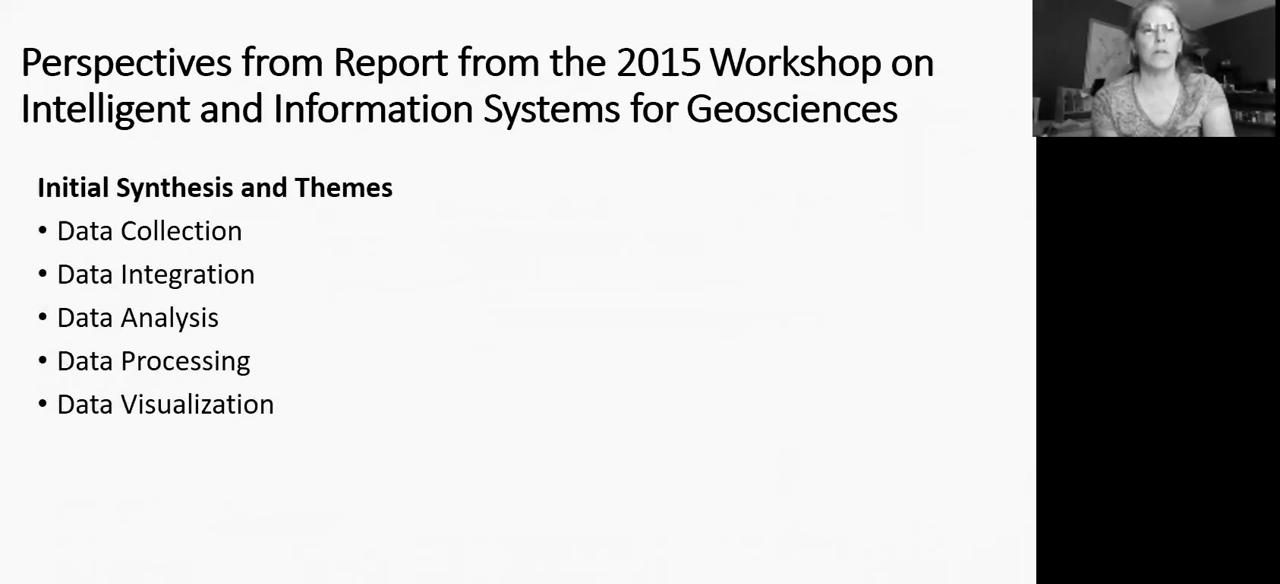 Perspectives from Report from the 2015 Workshop on
Intelligent and Information Systems for Geosciences
Initial Synthesis and Themes
• Data Collection
• Data Integration
• Data Analysis
• Data Processing
• Data Visualization